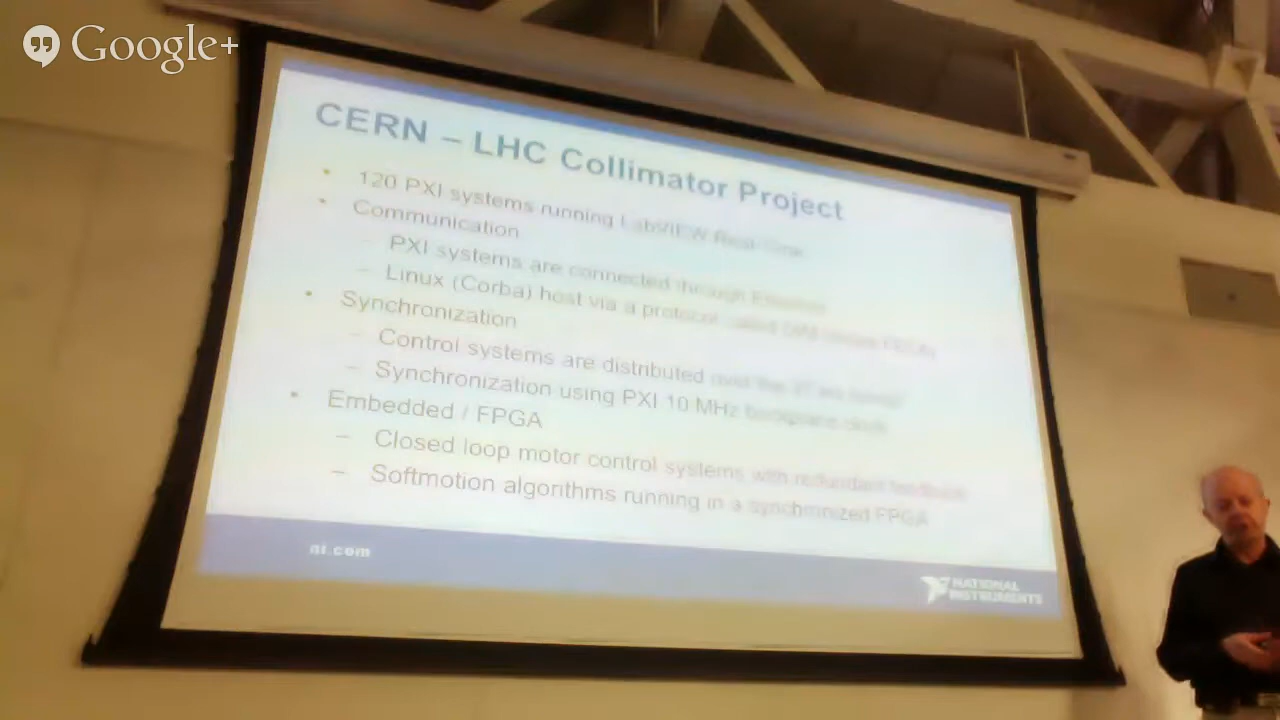 Google+
CERN – LHC Collimator Project
• 120 PXI systems running LabVIEW Real-Time
• Communication
– PXI systems are connected through Ethernet
– Linux (Corba) host via a protocol called
• Synchronization
– Control systems are distributed
– Synchronization using PXI 10 MHz backplane clock
• Embedded / FPGA
– Closed loop motor control systems with redundant feedback
– Softmotion algorithms running in a synchronized FPGA
ni.com
NATIONAL
INSTRUMENTS